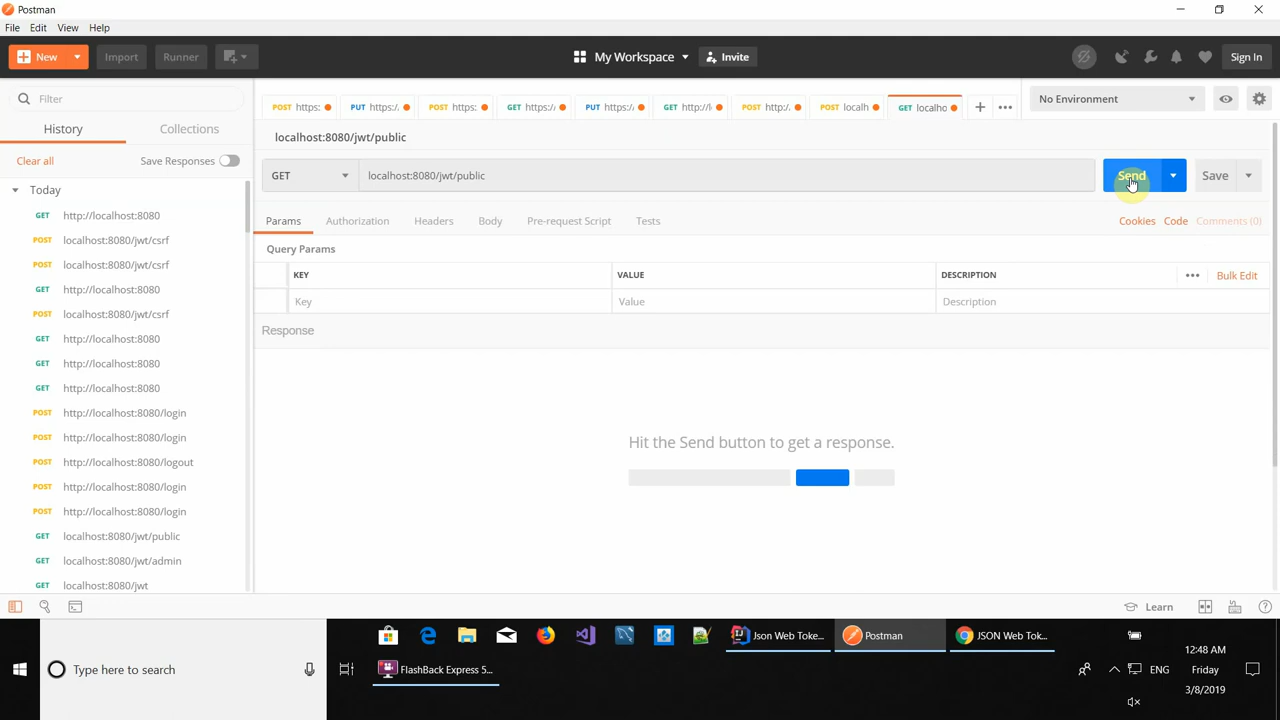 Postman
File Edit View Help
New Import Runner My Workspace Invite Sign In
Filter
History Collections
Clear all Save Responses
Today
GET http://localhost:8080
POST localhost:8080/jwt/csrf
POST localhost:8080/jwt/csrf
GET http://localhost:8080
POST localhost:8080/jwt/csrf
GET http://localhost:8080
GET http://localhost:8080
GET http://localhost:8080
POST http://localhost:8080/login
POST http://localhost:8080/login
POST http://localhost:8080/logout
POST http://localhost:8080/login
POST http://localhost:8080/login
GET localhost:8080/jwt/public
GET localhost:8080/jwt/admin
GET localhost:8080/jwt
POST https: PUT https:/ POST https: GET https:/ PUT https:/ GET http://l POST http:/ POST localh GET localho
No Environment
localhost:8080/jwt/public
GET localhost:8080/jwt/public Send Save
Params Authorization Headers Body Pre-request Script Tests Cookies Code Comments (0)
Query Params
KEY VALUE DESCRIPTION Bulk Edit
Key Value Description
Response
Hit the Send button to get a response.
Learn
Type here to search
Json Web Toke... Postman JSON Web Tok...
FlashBack Express 5...
ENG
12:48 AM
Friday
3/8/2019